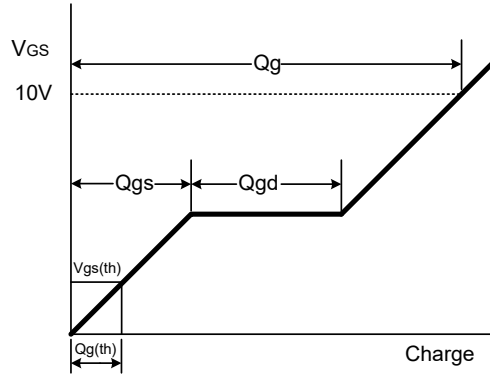 VGS
Qg
10V
Qgs
Qgd
Vgs(th)
Qg(th)
Charge